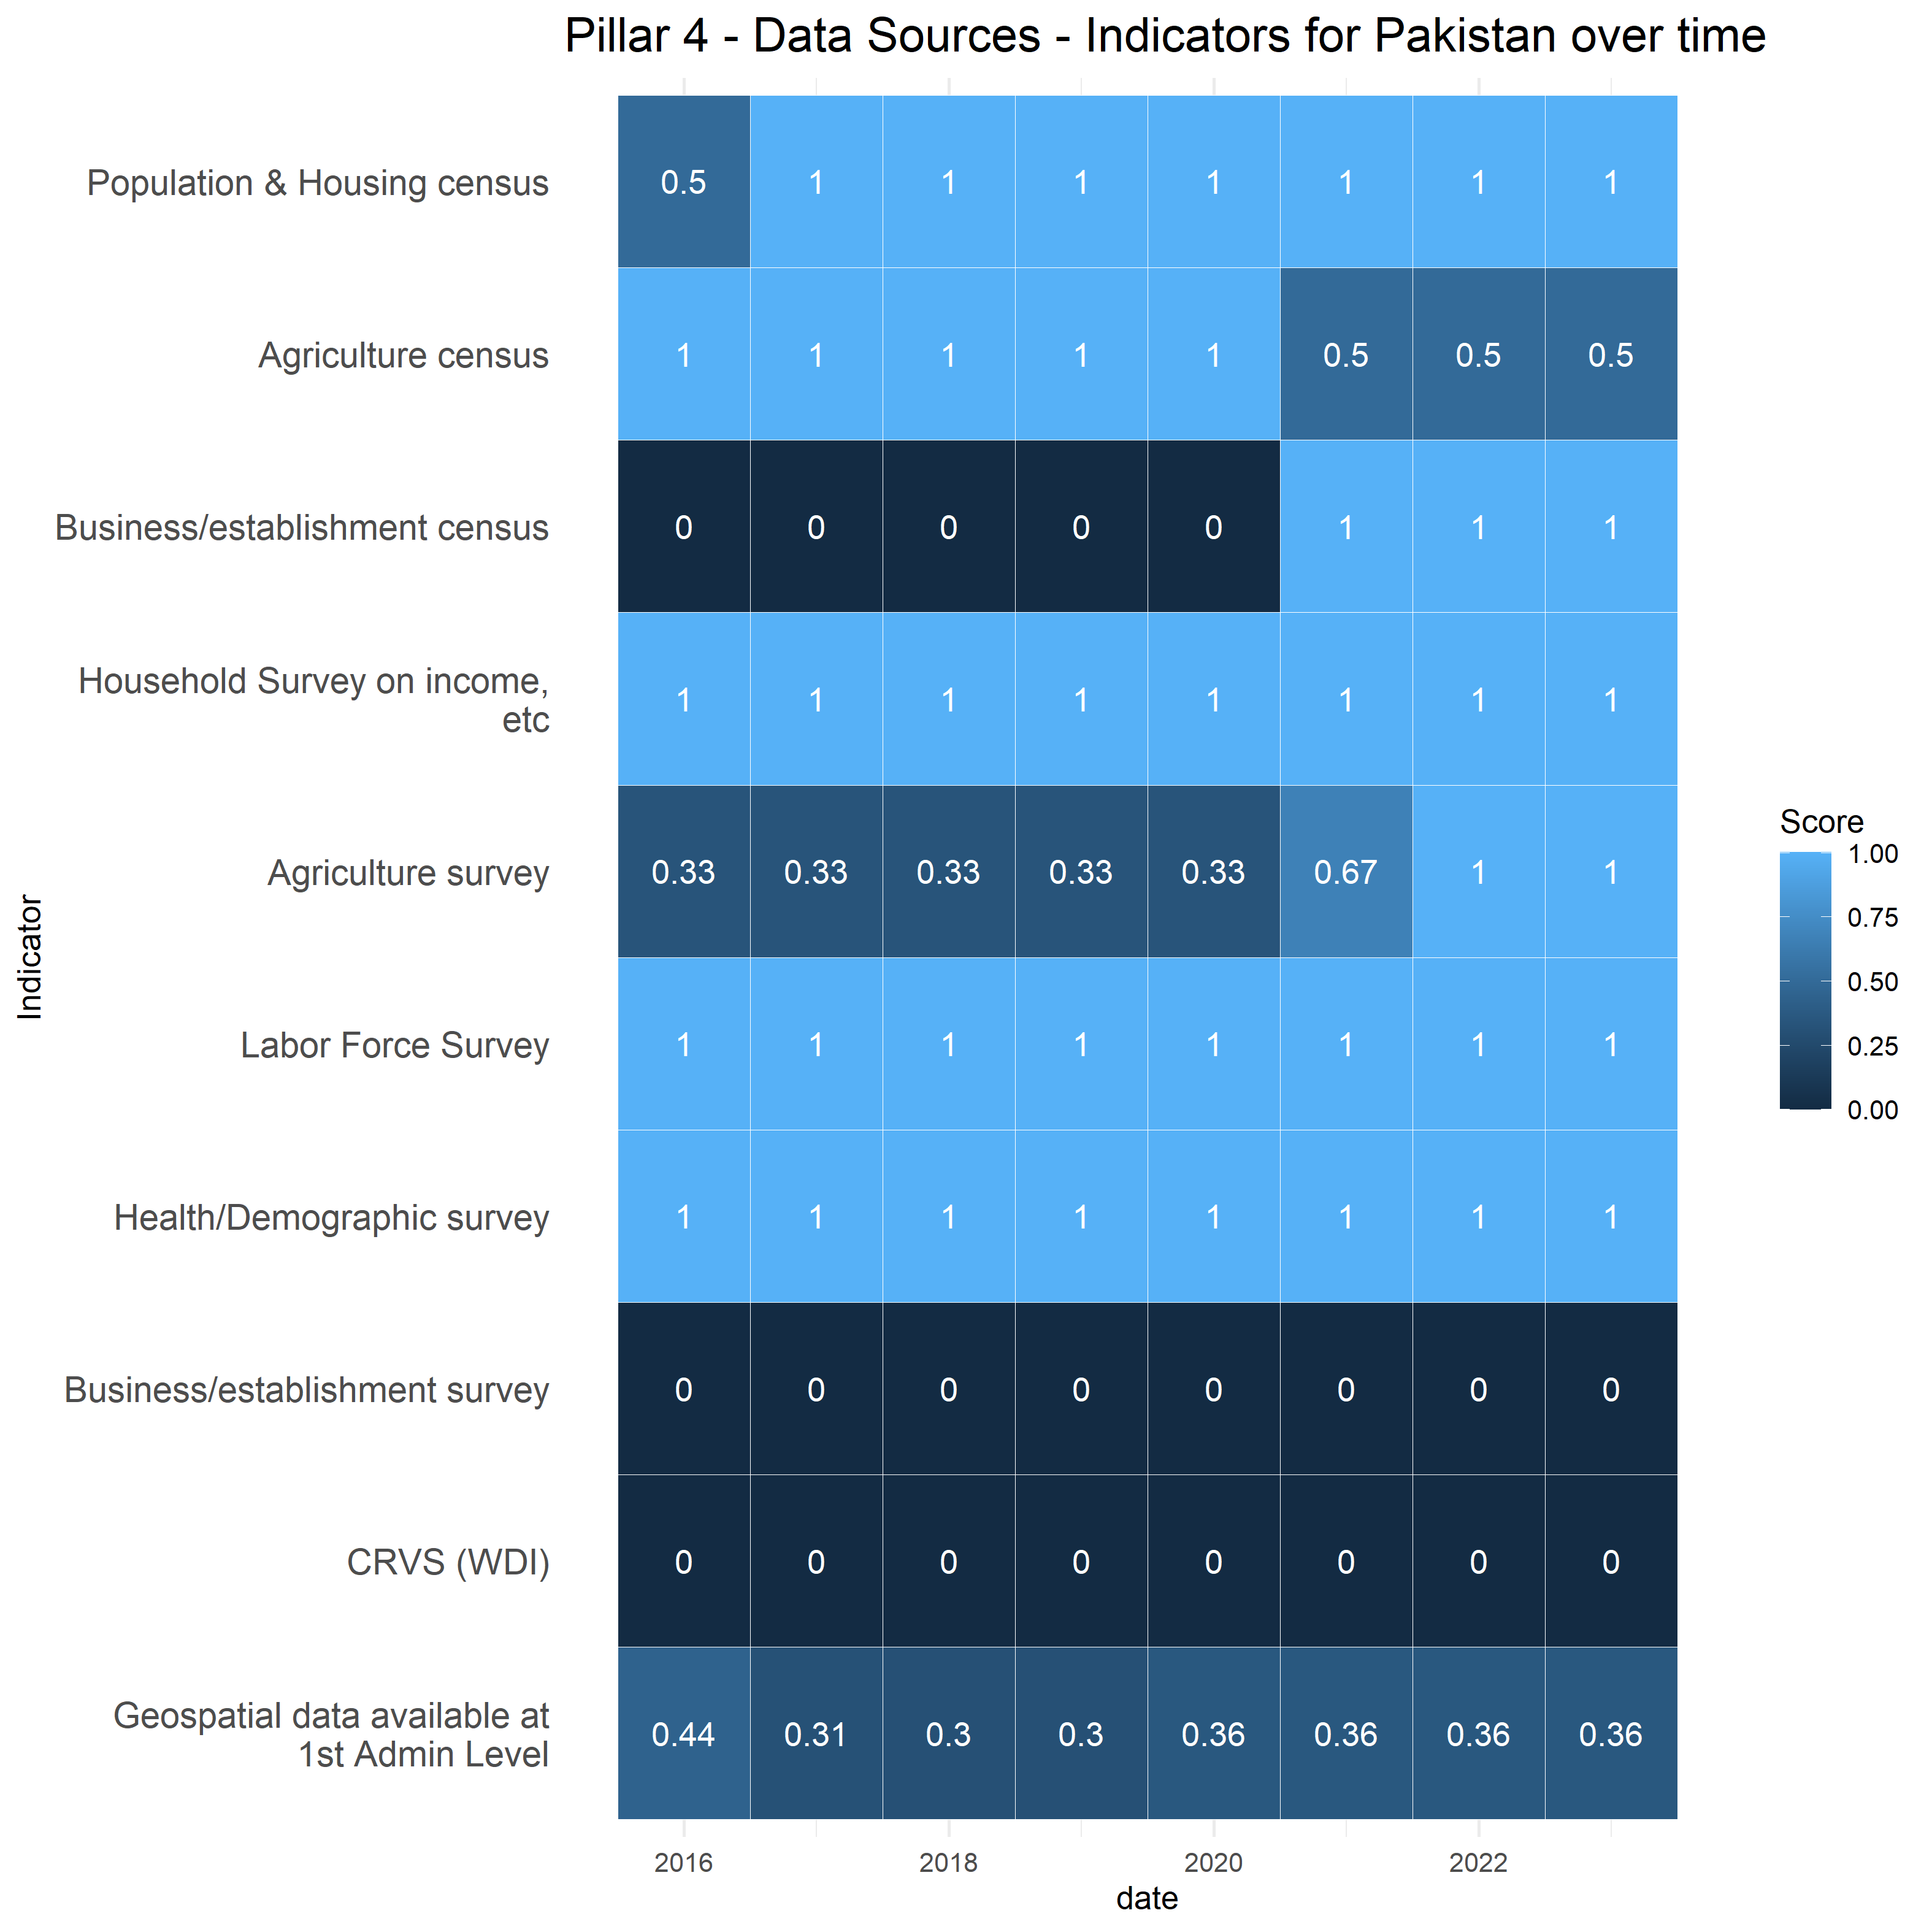 Pillar 4 - Data Sources - Indicators for Pakistan over time
Population & Housing census
0.5 1 1 1 1 1 1 1
Agriculture census
1 1 1 1 1 0.5 0.5 0.5
Business/establishment census
0 0 0 0 0 1 1 1
Household Survey on income,
etc
1 1 1 1 1 1 1 1
Agriculture survey
0.33 0.33 0.33 0.33 0.33 0.67 1 1
Labor Force Survey
1 1 1 1 1 1 1 1
Health/Demographic survey
1 1 1 1 1 1 1 1
Business/establishment survey
0 0 0 0 0 0 0 0
CRVS (WDI)
0 0 0 0 0 0 0 0
Geospatial data available at
1st Admin Level
0.44 0.31 0.3 0.3 0.36 0.36 0.36 0.36
2016 2018 2020 2022
date
Indicator
Score
1.00
0.75
0.50
0.25
0.00